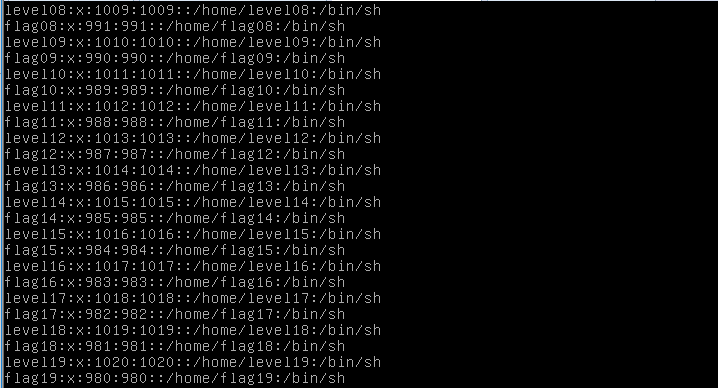 level08:x:1009:1009::/home/level08:/bin/sh
flag08:x:991:991::/home/flag08:/bin/sh
level09:x:1010:1010::/home/level09:/bin/sh
flag09:x:990:990::/home/flag09:/bin/sh
level10:x:1011:1011::/home/level10:/bin/sh
flag10:x:989:989::/home/flag10:/bin/sh
level11:x:1012:1012::/home/level11:/bin/sh
flag11:x:988:988::/home/flag11:/bin/sh
level12:x:1013:1013::/home/level12:/bin/sh
flag12:x:987:987::/home/flag12:/bin/sh
level13:x:1014:1014::/home/level13:/bin/sh
flag13:x:986:986::/home/flag13:/bin/sh
level14:x:1015:1015::/home/level14:/bin/sh
flag14:x:985:985::/home/flag14:/bin/sh
level15:x:1016:1016::/home/level15:/bin/sh
flag15:x:984:984::/home/flag15:/bin/sh
level16:x:1017:1017::/home/level16:/bin/sh
flag16:x:983:983::/home/flag16:/bin/sh
level17:x:1018:1018::/home/level17:/bin/sh
flag17:x:982:982::/home/flag17:/bin/sh
level18:x:1019:1019::/home/level18:/bin/sh
flag18:x:981:981::/home/flag18:/bin/sh
level19:x:1020:1020::/home/level19:/bin/sh
flag19:x:980:980::/home/flag19:/bin/sh